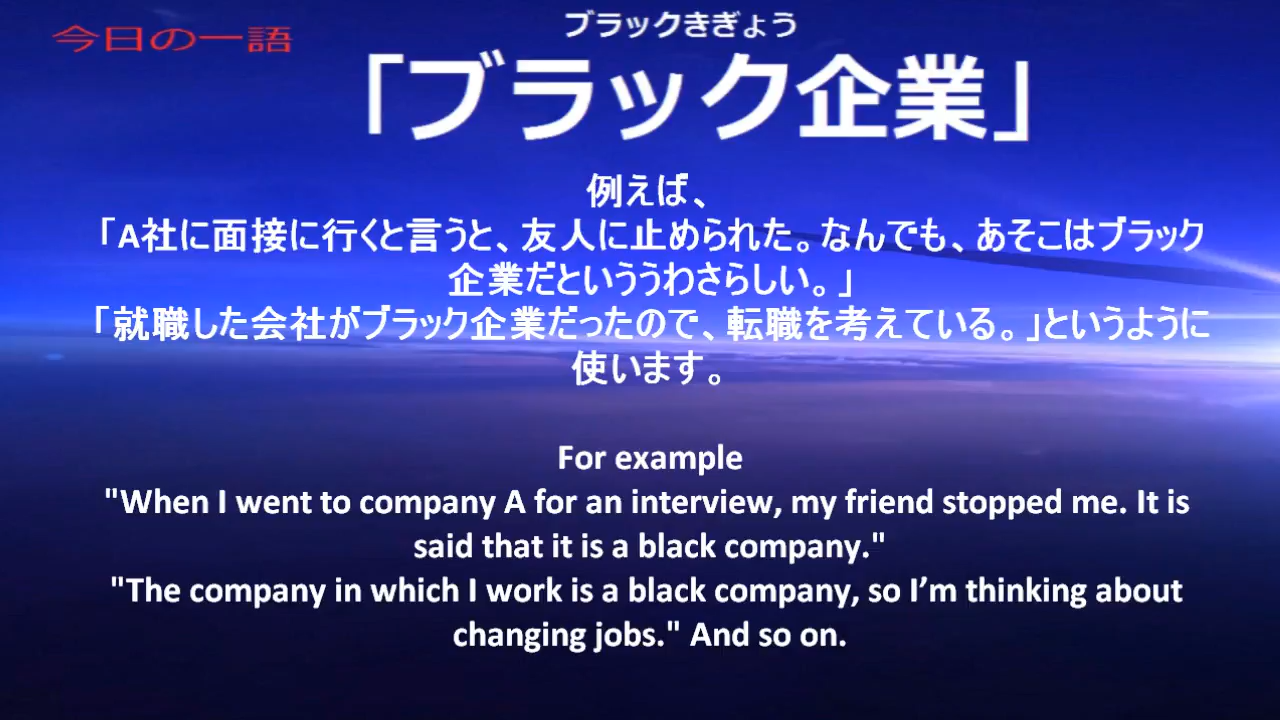 今日の一語
ブラックきぎょう
「ブラック企業」
例えば、
「A社に面接に行くと言うと、友人に止められた。なんでも、あそこはブラック
企業だといううわさらしい。」
「就職した会社がブラック企業だったので、転職を考えている。」というように
使います。
For example
"When I went to company A for an interview, my friend stopped me. It is
said that it is a black company."
"The company in which I work is a black company, so I’m thinking about
changing jobs." And so on.